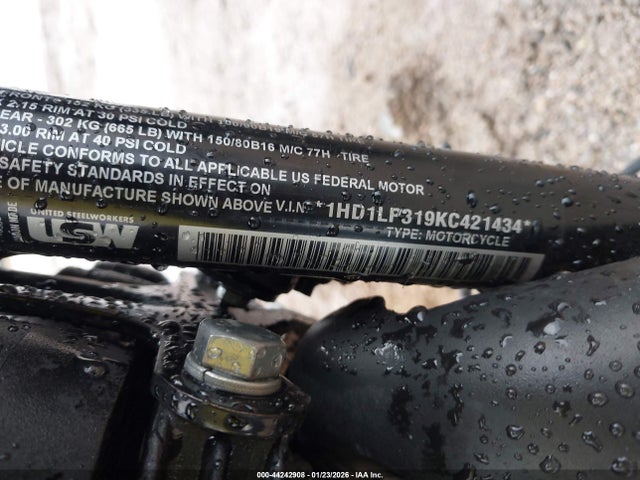 2.15 RIM AT 30 PSI COLD
EAR - 302 KG (665 LB) WITH 150/80B16 M/C 77H TIRE
3.00 RIM AT 40 PSI COLD
HICLE CONFORMS TO ALL APPLICABLE US FEDERAL MOTOR
SAFETY STANDARDS IN EFFECT ON
E OF MANUFACTURE SHOWN ABOVE V.I.N. *1HD1LP319KC421434*
TYPE: MOTORCYCLE
UNITED STEELWORKERS
USW
000-44242908 - 01/23/2026 - IAA Inc.